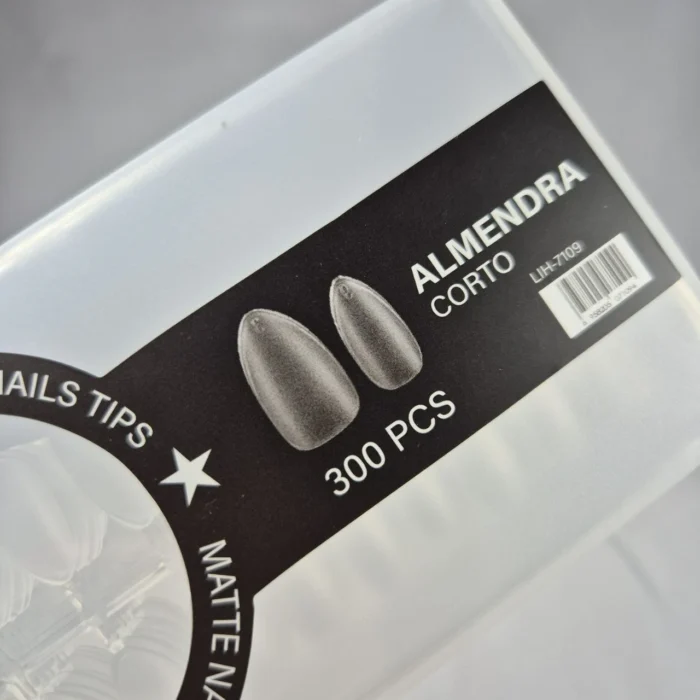 ALMENDRA
CORTO
LIH-7109
300 PCS
NAILS TIPS
MATTE NA